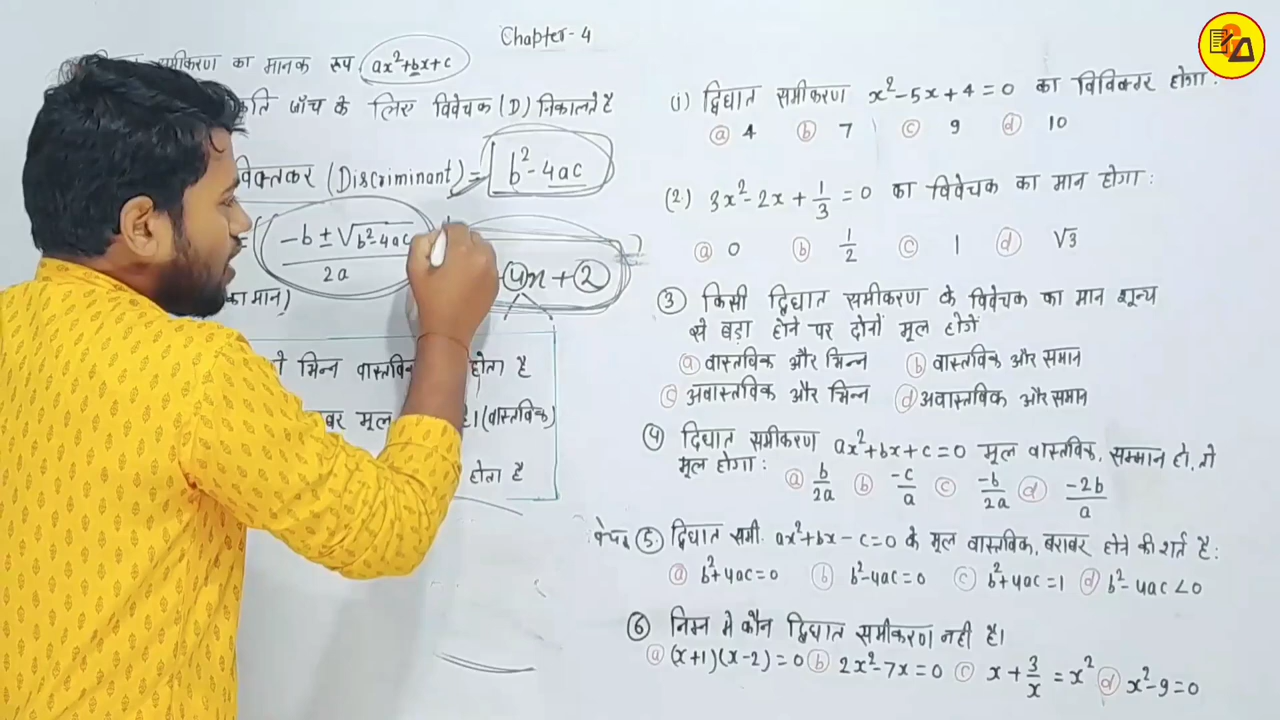 Chapter-4
समीकरण का मानक रूप ax²+bx+c
जाँच के लिए विवेचक (D) निकालते है
(Discriminant) = b²-4ac
= -b ± √b²-4ac
2a
4x + 2
का मान)
भिन्न वास्तविक होता है
मूल है। (वास्तविक)
होता है
(1) द्विघात समीकरण x²-5x+4=0 का विविक्तर होगा:
ⓐ 4 ⓑ 7 ⓒ 9 ⓓ 10
(2) 3x²-2x+1/3=0 का विवेचक का मान होगा:
ⓐ 0 ⓑ 1/2 ⓒ 1 ⓓ √3
③ किसी द्विघात समीकरण के विवेचक का मान शून्य
से बड़ा होने पर दोनों मूल होगें
ⓐ वास्तविक और भिन्न ⓑ वास्तविक और समान
ⓒ अवास्तविक और भिन्न ⓓ अवास्तविक और समान
④ द्विघात समीकरण ax²+bx+c=0 मूल वास्तविक, सम्मान हो, तो
मूल होगा: ⓐ b/2a ⓑ -c/a ⓒ -b/2a ⓓ -2b/a
⑤ द्विघात समी. ax²+bx-c=0 के मूल वास्तविक, बराबर होने की शर्त है:
ⓐ b²+4ac=0 ⓑ b²-4ac=0 ⓒ b²+4ac=1 ⓓ b²-4ac<0
⑥ निम्न मे कौन द्विघात समीकरण नही है।
ⓐ (x+1)(x-2)=0 ⓑ 2x²-7x=0 ⓒ x+3/x=x² ⓓ x²-9=0